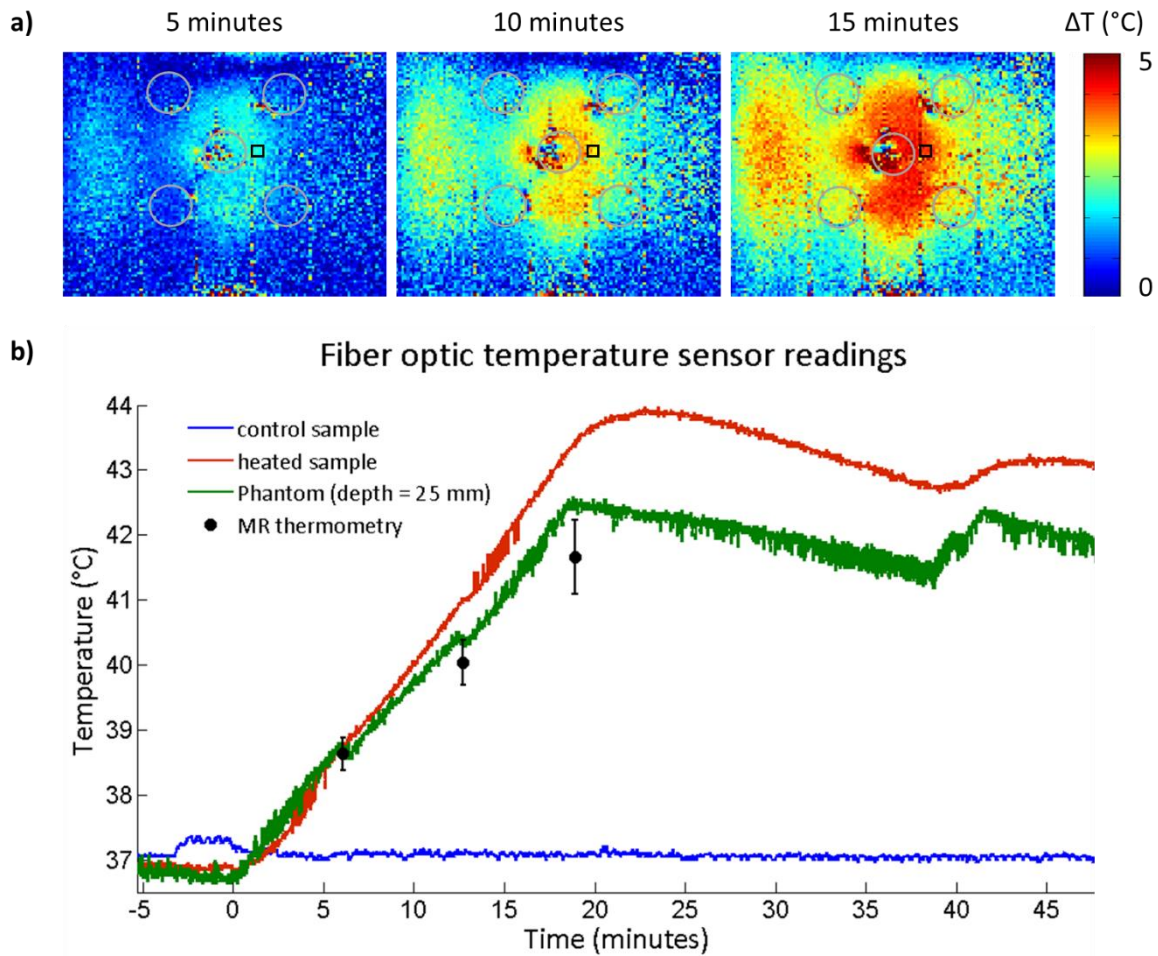 a)
5 minutes
10 minutes
15 minutes
ΔT (°C)
5
0
b)
Fiber optic temperature sensor readings
control sample
heated sample
Phantom (depth = 25 mm)
MR thermometry
Temperature (°C)
44
43
42
41
40
39
38
37
-5 0 5 10 15 20 25 30 35 40 45
Time (minutes)